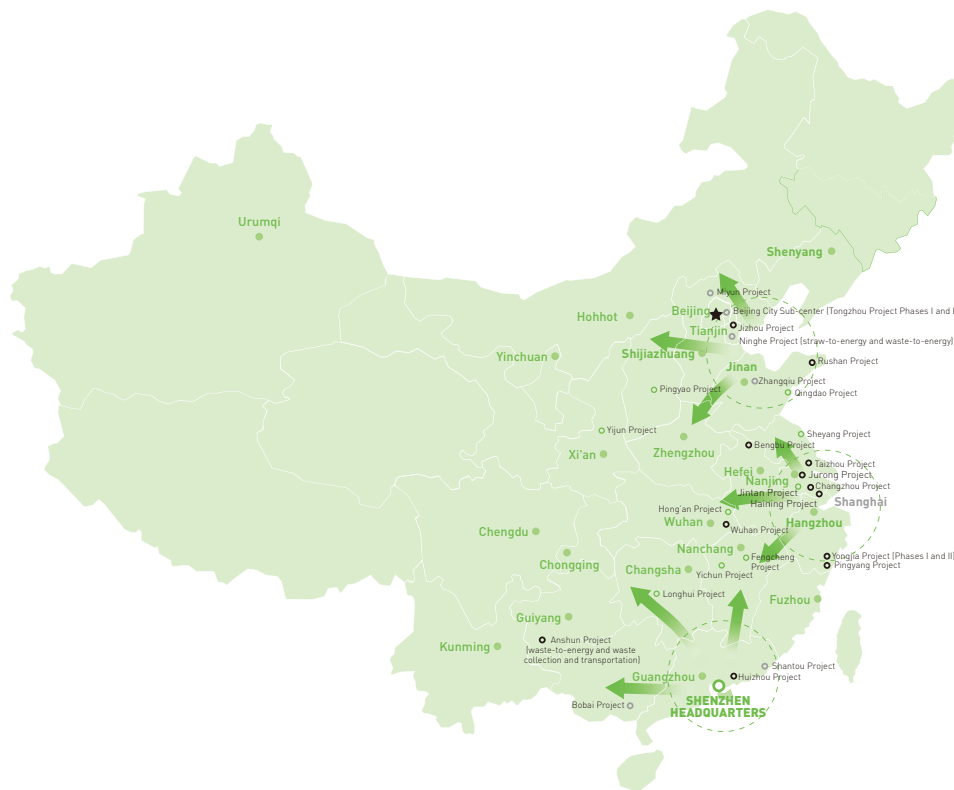 Urumqi
Shenyang
Miyun Project
Beijing
Beijing City Sub-center (Tongzhou Project Phases I and
Hohhot
Tianjin
Jizhou Project
Ninghe Project (straw-to-energy and waste-to-energy)
Yinchuan
Shijiazhuang
Rushan Project
Jinan
Zhangqiu Project
Pingyao Project
Qingdao Project
Yijun Project
Sheyang Project
Bengbu Project
Xi'an
Zhengzhou
Taizhou Project
Hefei
Jurong Project
Nanjing
Changzhou Project
Jintan Project
Shanghai
Haining Project
Hong'an Project
Wuhan
Hangzhou
Wuhan Project
Chengdu
Nanchang
Yongjia Project (Phases I and II)
Fengcheng
Project
Chongqing
Pingyang Project
Changsha
Yichun Project
Longhui Project
Fuzhou
Guiyang
Anshun Project
(waste-to-energy and waste
collection and transportation)
Kunming
Shantou Project
Guangzhou
Huizhou Project
SHENZHEN
HEADQUARTERS
Bobai Project